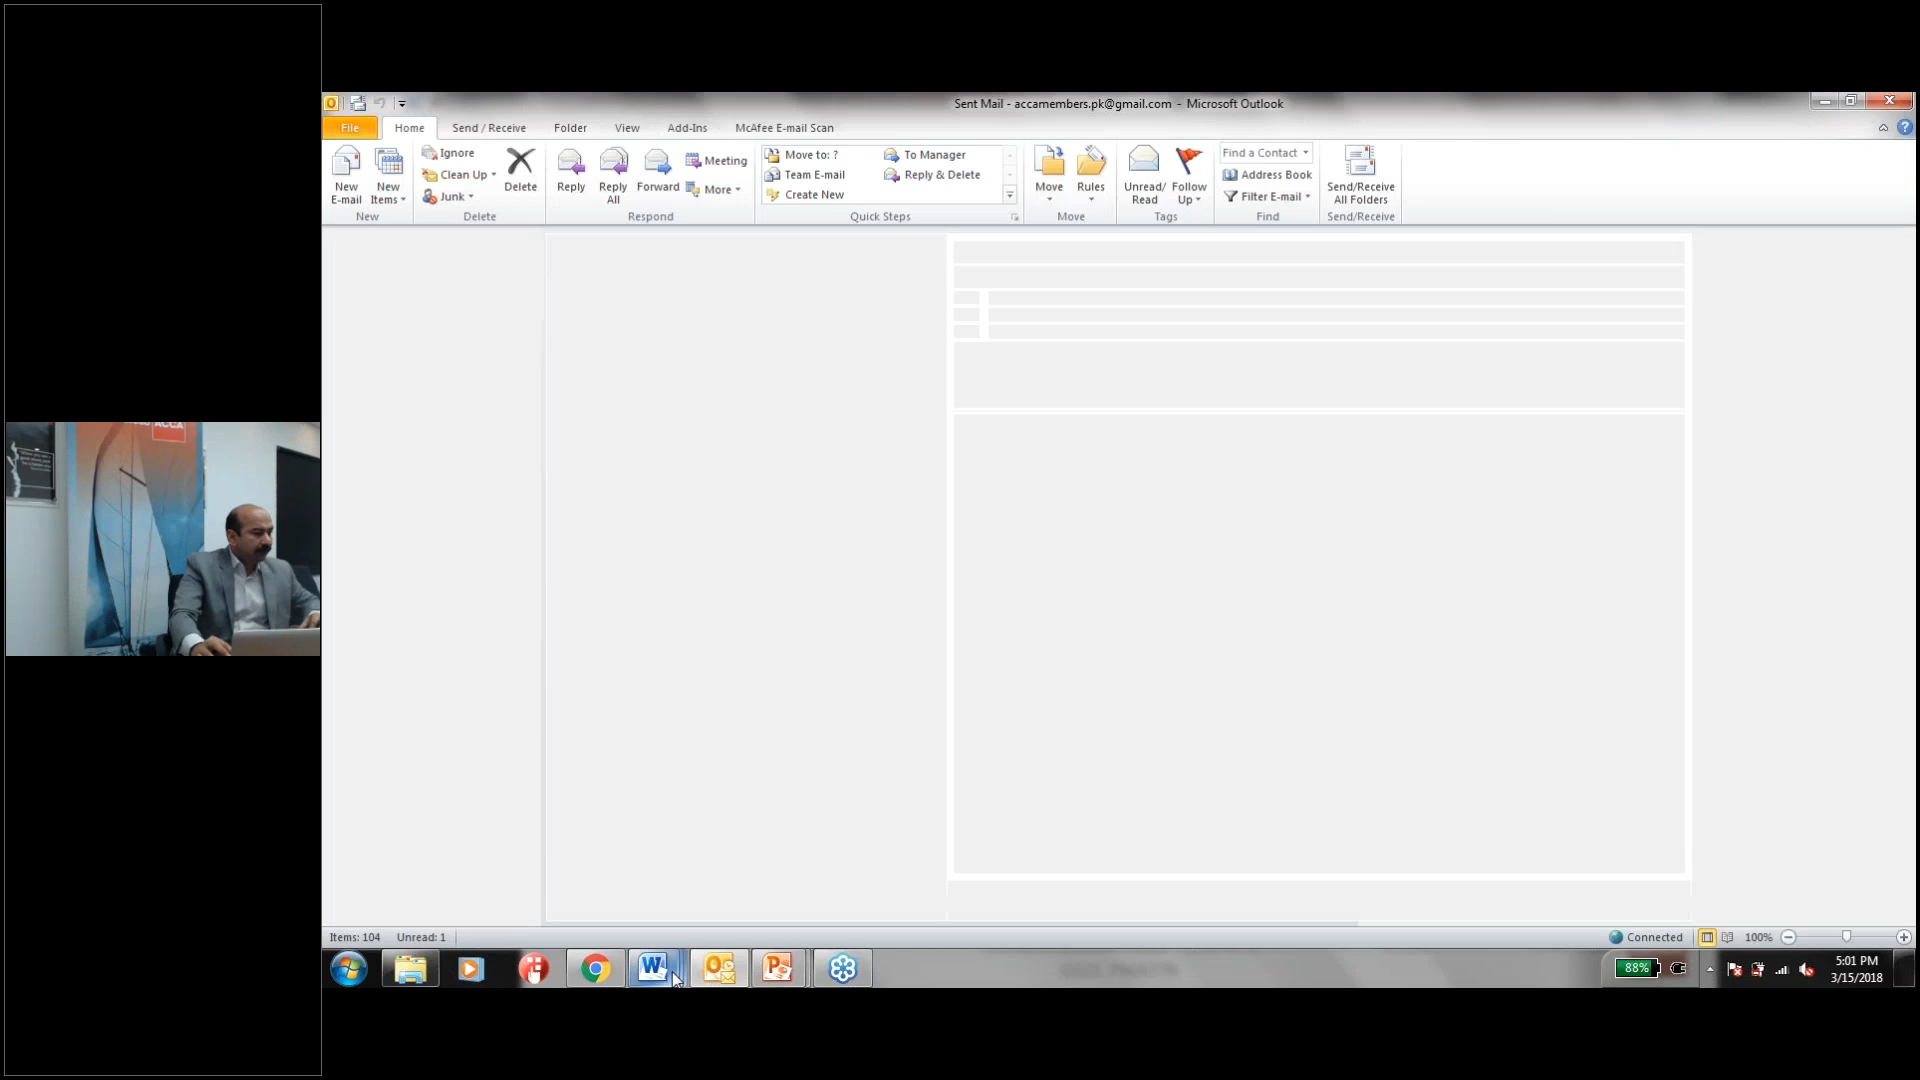 Sent Mail - accamembers.pk@gmail.com - Microsoft Outlook
File Home Send / Receive Folder View Add-Ins McAfee E-mail Scan
New E-mail
New Items
New
Ignore
Clean Up
Junk
Delete
Delete
Reply
Reply All
Forward
Meeting
More
Respond
Move to: ?
Team E-mail
Create New
To Manager
Reply & Delete
Quick Steps
Move
Rules
Move
Unread/ Read
Follow Up
Tags
Find a Contact
Address Book
Filter E-mail
Find
Send/Receive All Folders
Send/Receive
ACCA
Items: 104 Unread: 1
Connected 100%
88%
5:01 PM
3/15/2018